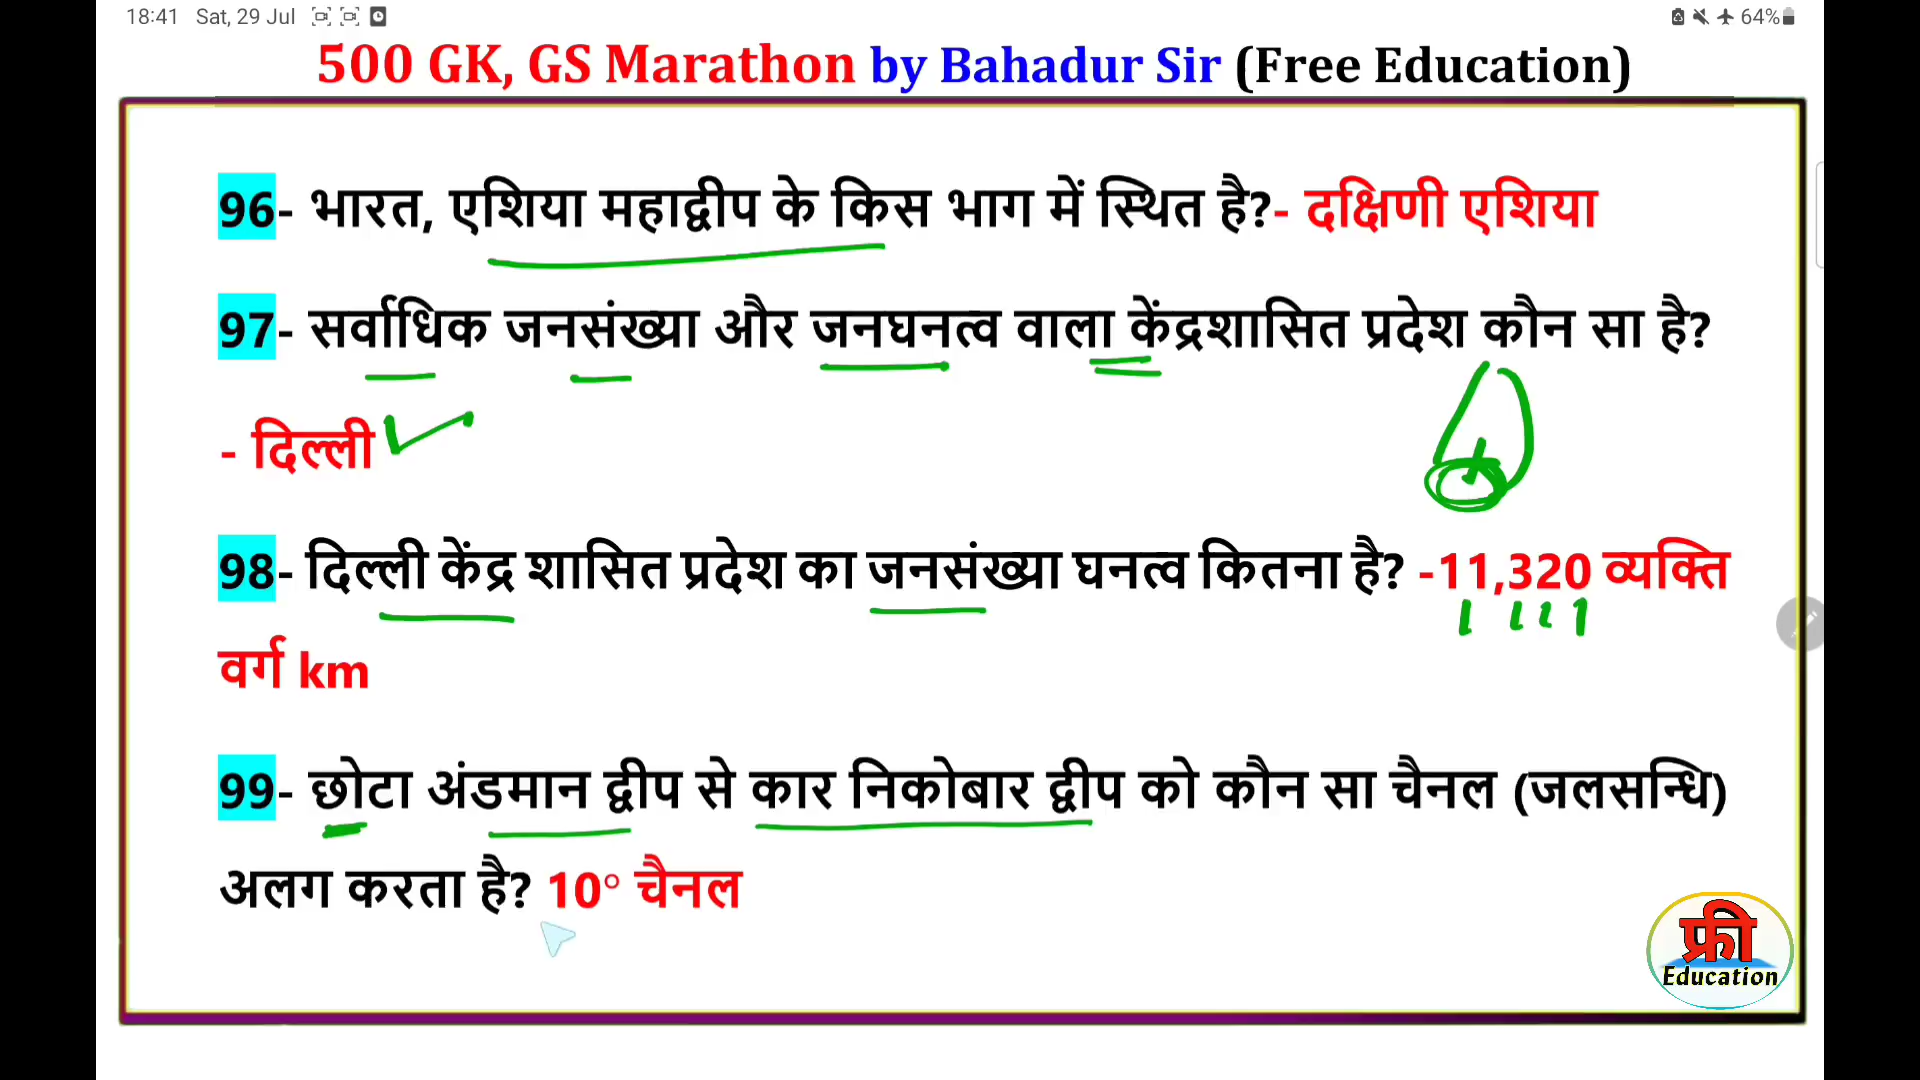 18:41 Sat, 29 Jul 64%
500 GK, GS Marathon by Bahadur Sir (Free Education)
96- भारत, एशिया महाद्वीप के किस भाग में स्थित है?- दक्षिणी एशिया
97- सर्वाधिक जनसंख्या और जनघनत्व वाला केंद्रशासित प्रदेश कौन सा है?
- दिल्ली
98- दिल्ली केंद्र शासित प्रदेश का जनसंख्या घनत्व कितना है? -11,320 व्यक्ति
वर्ग km
99- छोटा अंडमान द्वीप से कार निकोबार द्वीप को कौन सा चैनल (जलसन्धि)
अलग करता है? 10° चैनल
फ्री
Education